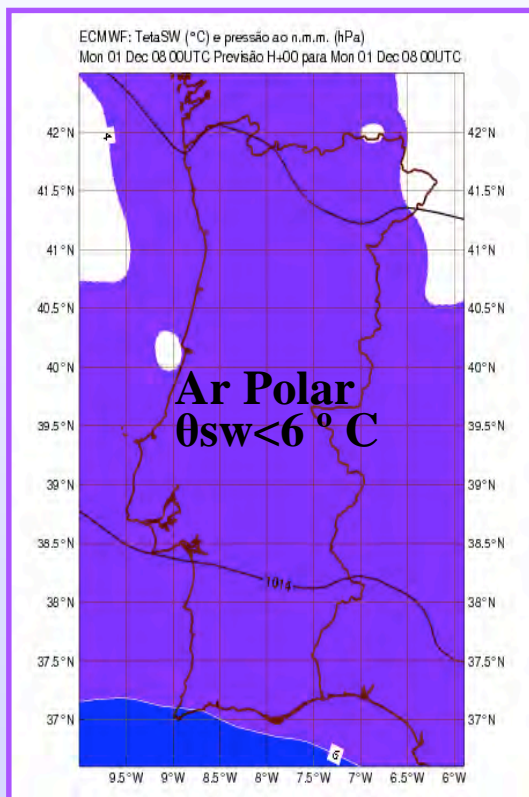 ECMWF: TetaSW (°C) e pressão ao n.m.m. (hPa)
Mon 01 Dec 08 00UTC Previsão H+00 para Mon 01 Dec 08 00UTC
4
42°N 42°N
41.5°N 41.5°N
41°N 41°N
40.5°N 40.5°N
40°N 40°N
Ar Polar
θsw<6 º C
39.5°N 39.5°N
39°N 39°N
38.5°N 38.5°N
1014
38°N 38°N
37.5°N 37.5°N
37°N 37°N
6
9.5°W 9°W 8.5°W 8°W 7.5°W 7°W 6.5°W 6°W